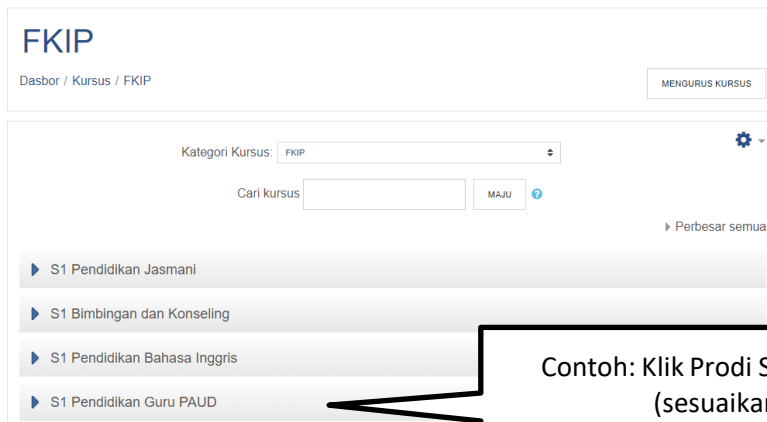 FKIP
Dasbor / Kursus / FKIP
MENGURUS KURSUS
Kategori Kursus: FKIP
Cari kursus MAJU
Perbesar semua
S1 Pendidikan Jasmani
S1 Bimbingan dan Konseling
S1 Pendidikan Bahasa Inggris
S1 Pendidikan Guru PAUD
Contoh: Klik Prodi S
(sesuaikan